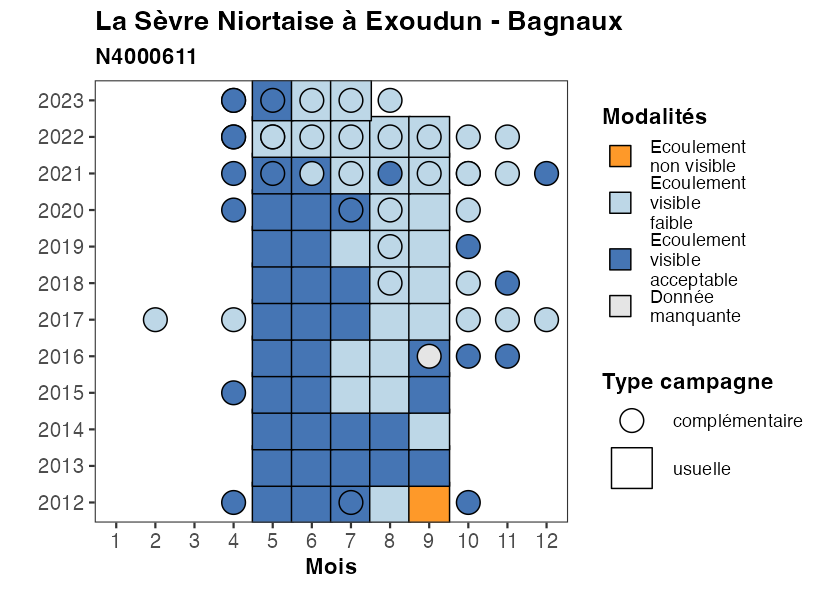 La Sèvre Niortaise à Exoudun - Bagnaux
N4000611
2023
2022
2021
2020
2019
2018
2017
2016
2015
2014
2013
2012
1 2 3 4 5 6 7 8 9 10 11 12
Mois
Modalités
Ecoulement
non visible
Ecoulement
visible
faible
Ecoulement
visible
acceptable
Donnée
manquante
Type campagne
complémentaire
usuelle